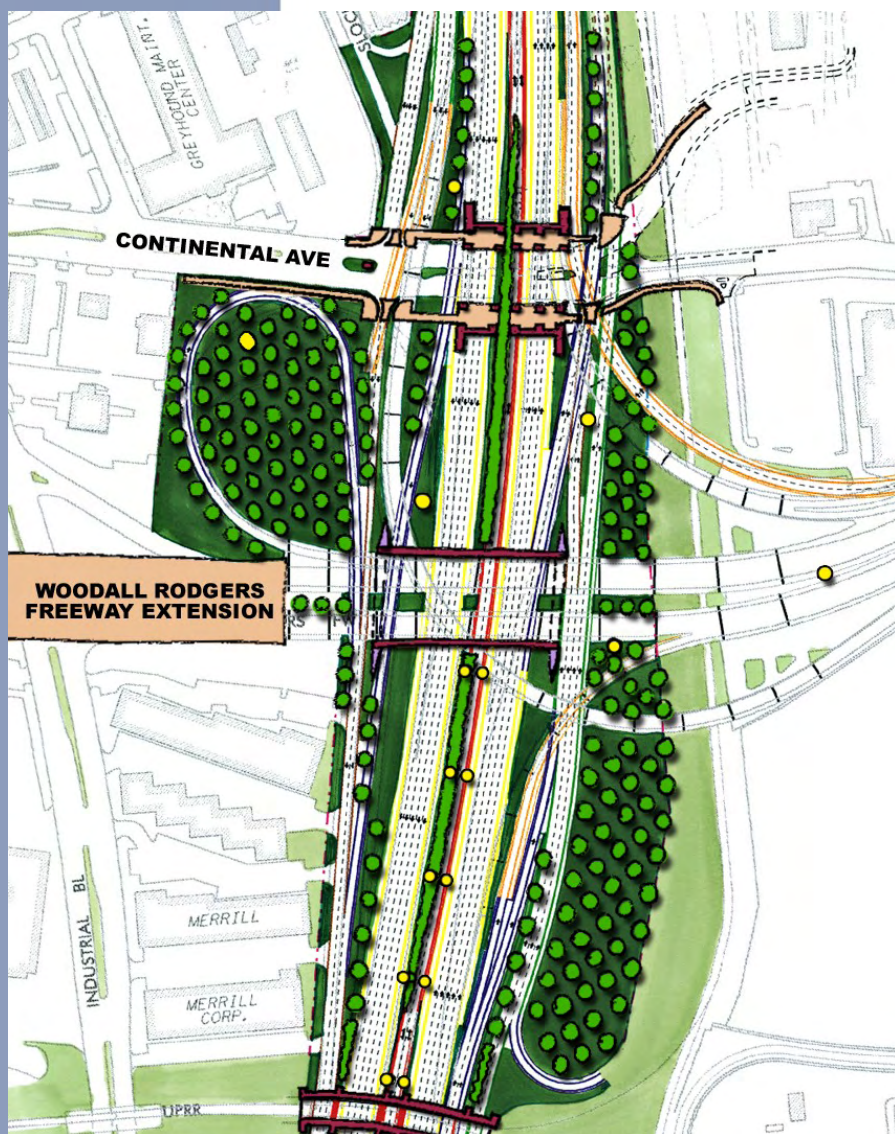 GREYHOUND MAINT.
CENTER
CONTINENTAL AVE
WOODALL RODGERS
FREEWAY EXTENSION
INDUSTRIAL BL
MERRILL
MERRILL
CORP.
UPRR